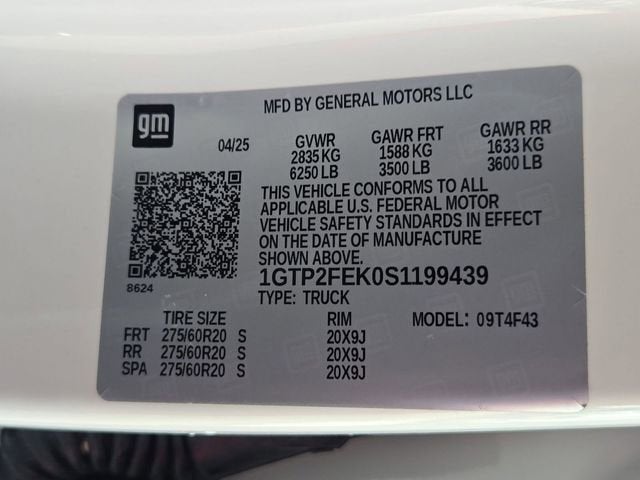 gm
MFD BY GENERAL MOTORS LLC
04/25
GVWR GAWR FRT GAWR RR
2835 KG 1588 KG 1633 KG
6250 LB 3500 LB 3600 LB
THIS VEHICLE CONFORMS TO ALL
APPLICABLE U.S. FEDERAL MOTOR
VEHICLE SAFETY STANDARDS IN EFFECT
ON THE DATE OF MANUFACTURE
SHOWN ABOVE.
8624
1GTP2FEK0S1199439
TYPE: TRUCK
TIRE SIZE RIM MODEL: 09T4F43
FRT 275/60R20 S 20X9J
RR 275/60R20 S 20X9J
SPA 275/60R20 S 20X9J